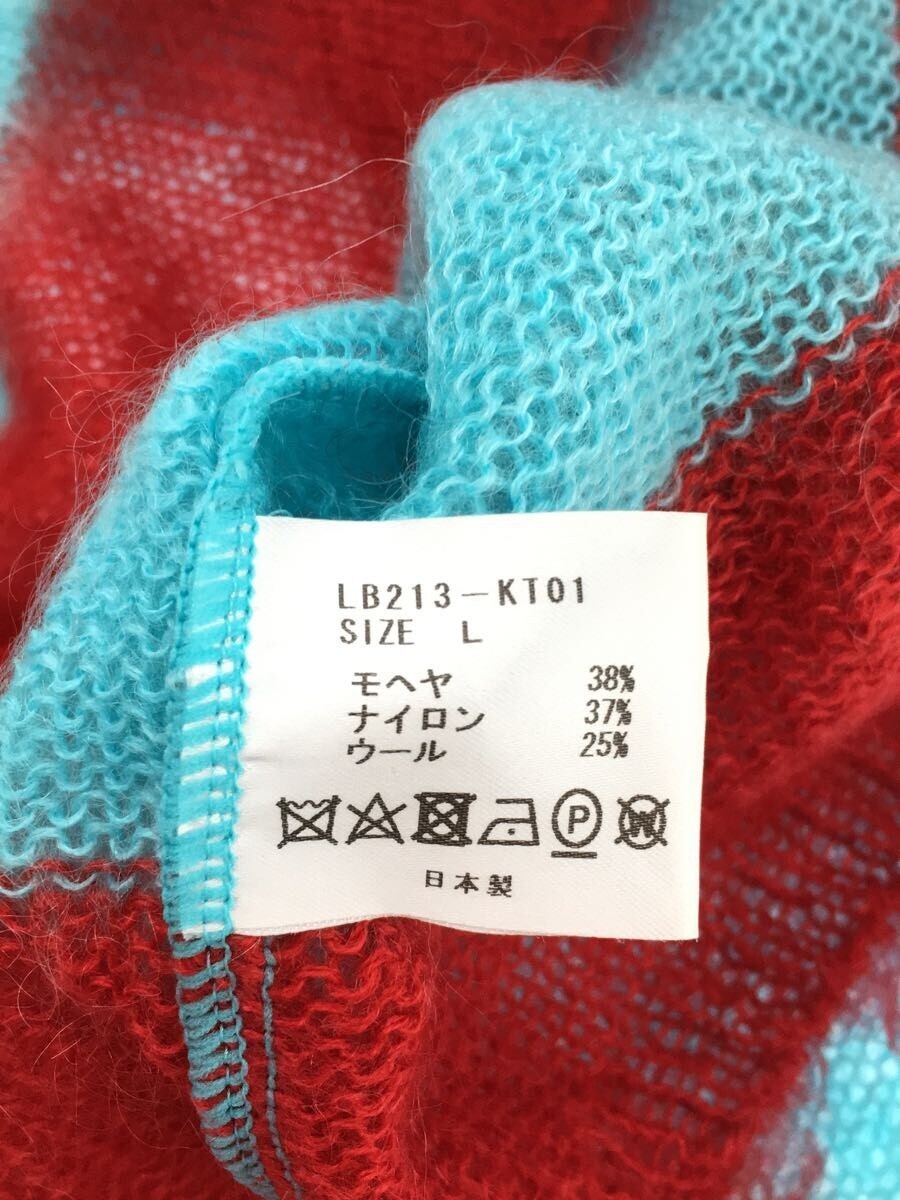 LB213-KT01
SIZE L
モヘヤ 38%
ナイロン 37%
ウール 25%
P W
日本製